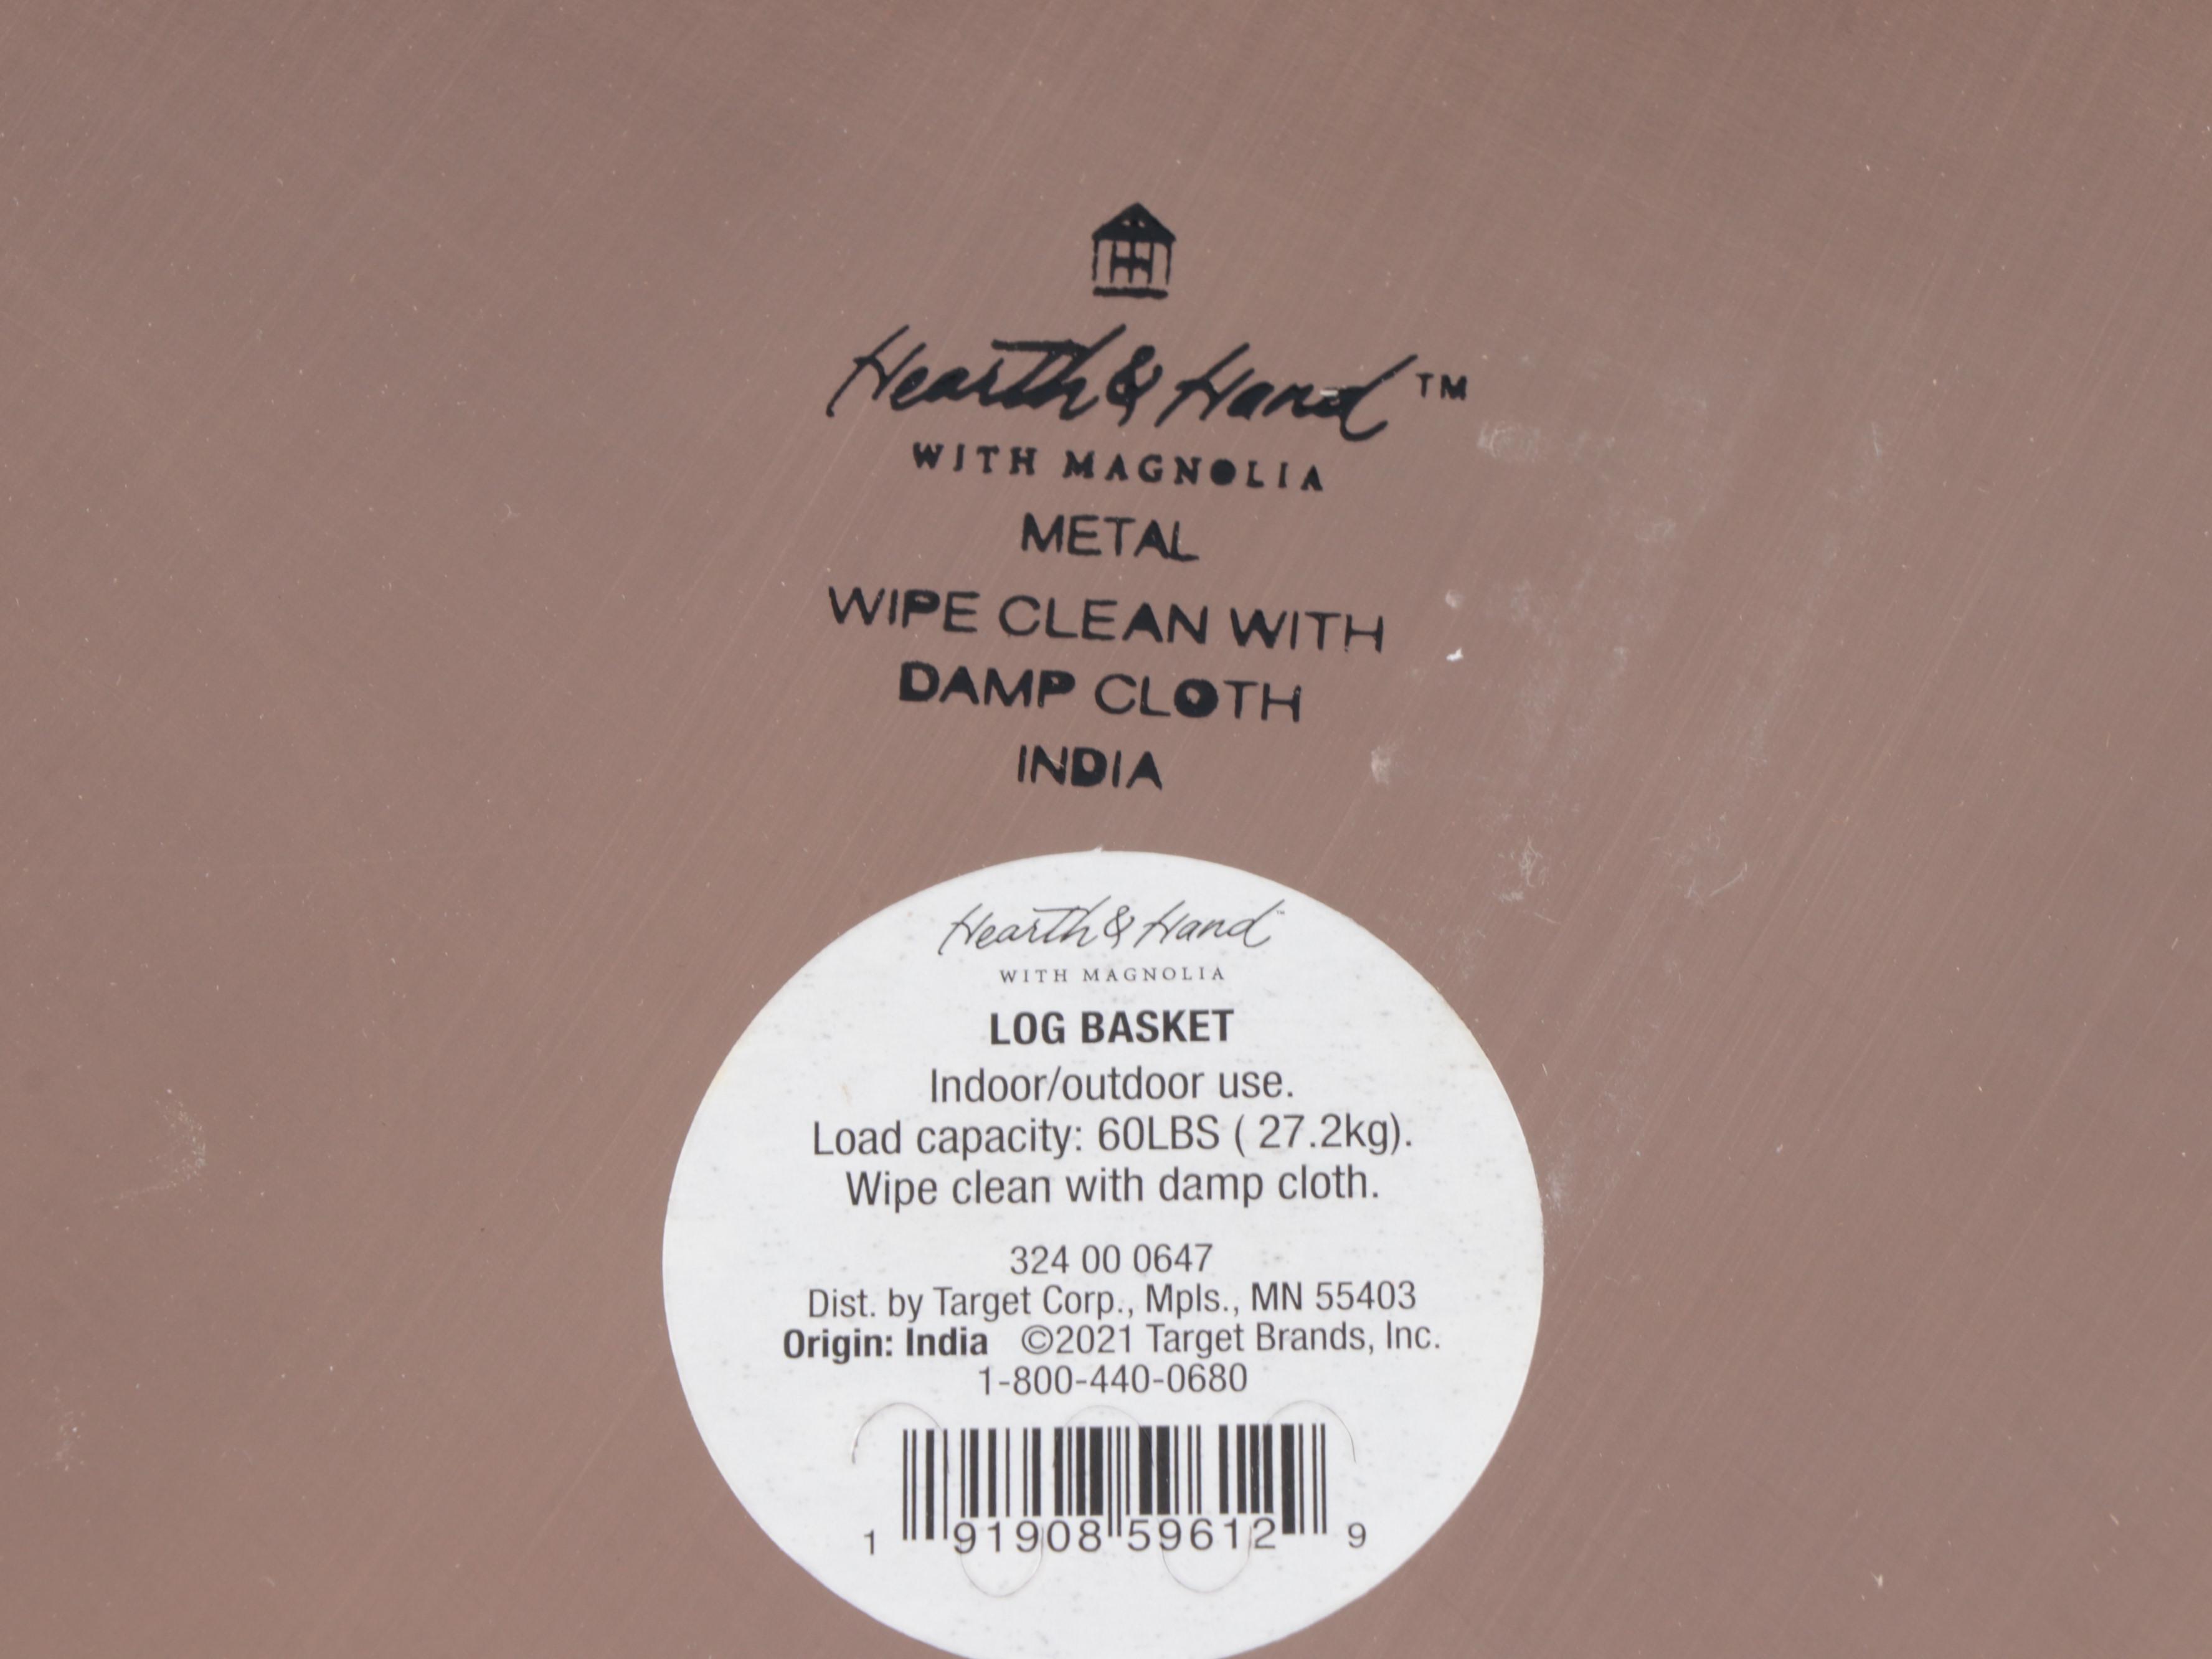 Hearth & Hand™
WITH MAGNOLIA
METAL
WIPE CLEAN WITH
DAMP CLOTH
INDIA
Hearth & Hand™
WITH MAGNOLIA
LOG BASKET
Indoor/outdoor use.
Load capacity: 60LBS ( 27.2kg).
Wipe clean with damp cloth.
324 00 0647
Dist. by Target Corp., Mpls., MN 55403
Origin: India ©2021 Target Brands, Inc.
1-800-440-0680
1 91908 59612 9